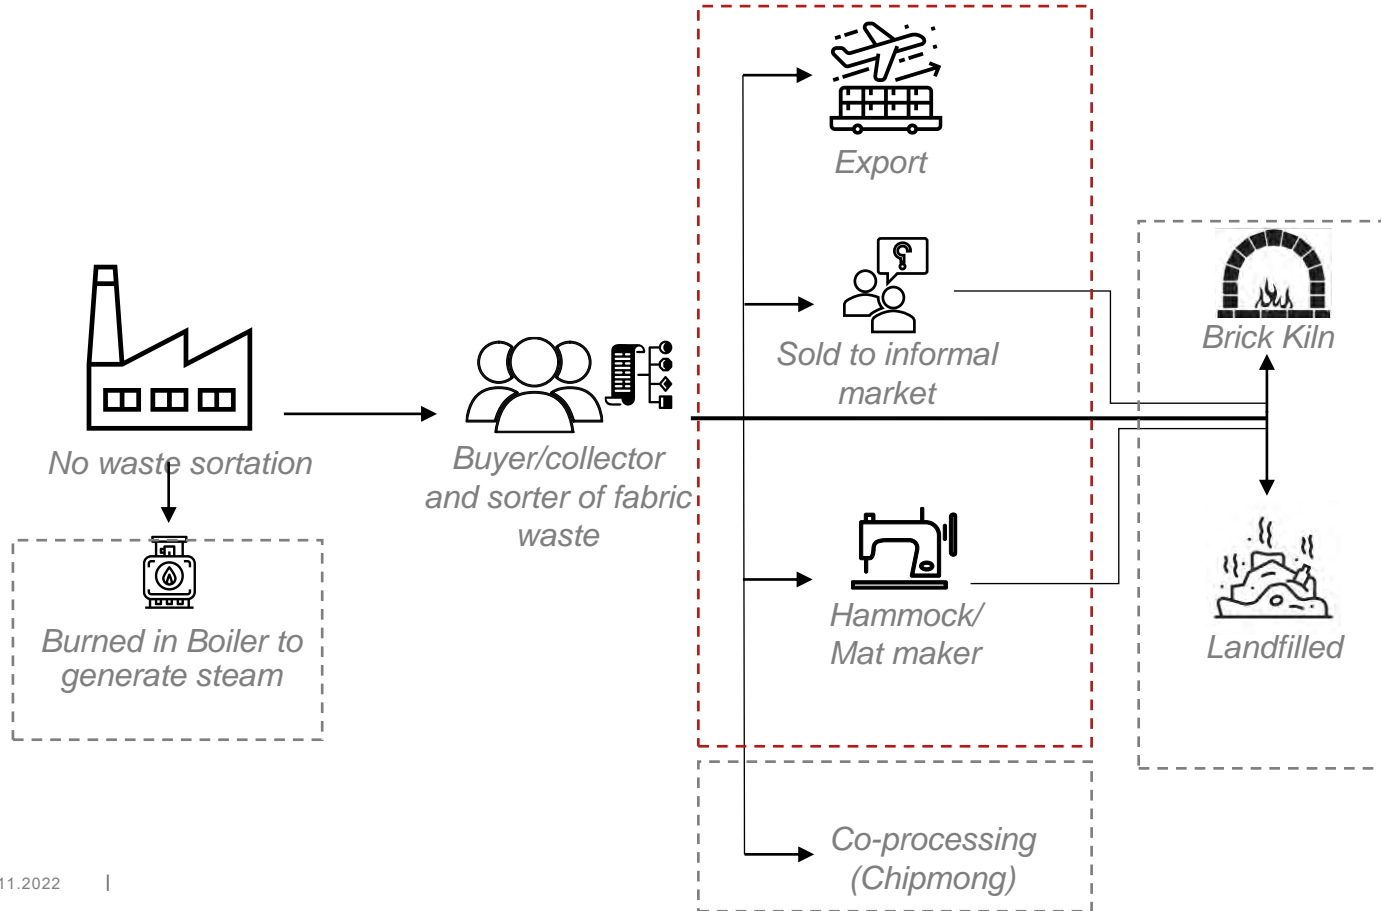 Export
Sold to informal
market
Brick Kiln
No waste sortation
Buyer/collector
and sorter of fabric
waste
Burned in Boiler to
generate steam
Hammock/
Mat maker
Landfilled
Co-processing
(Chipmong)
11.2022 |